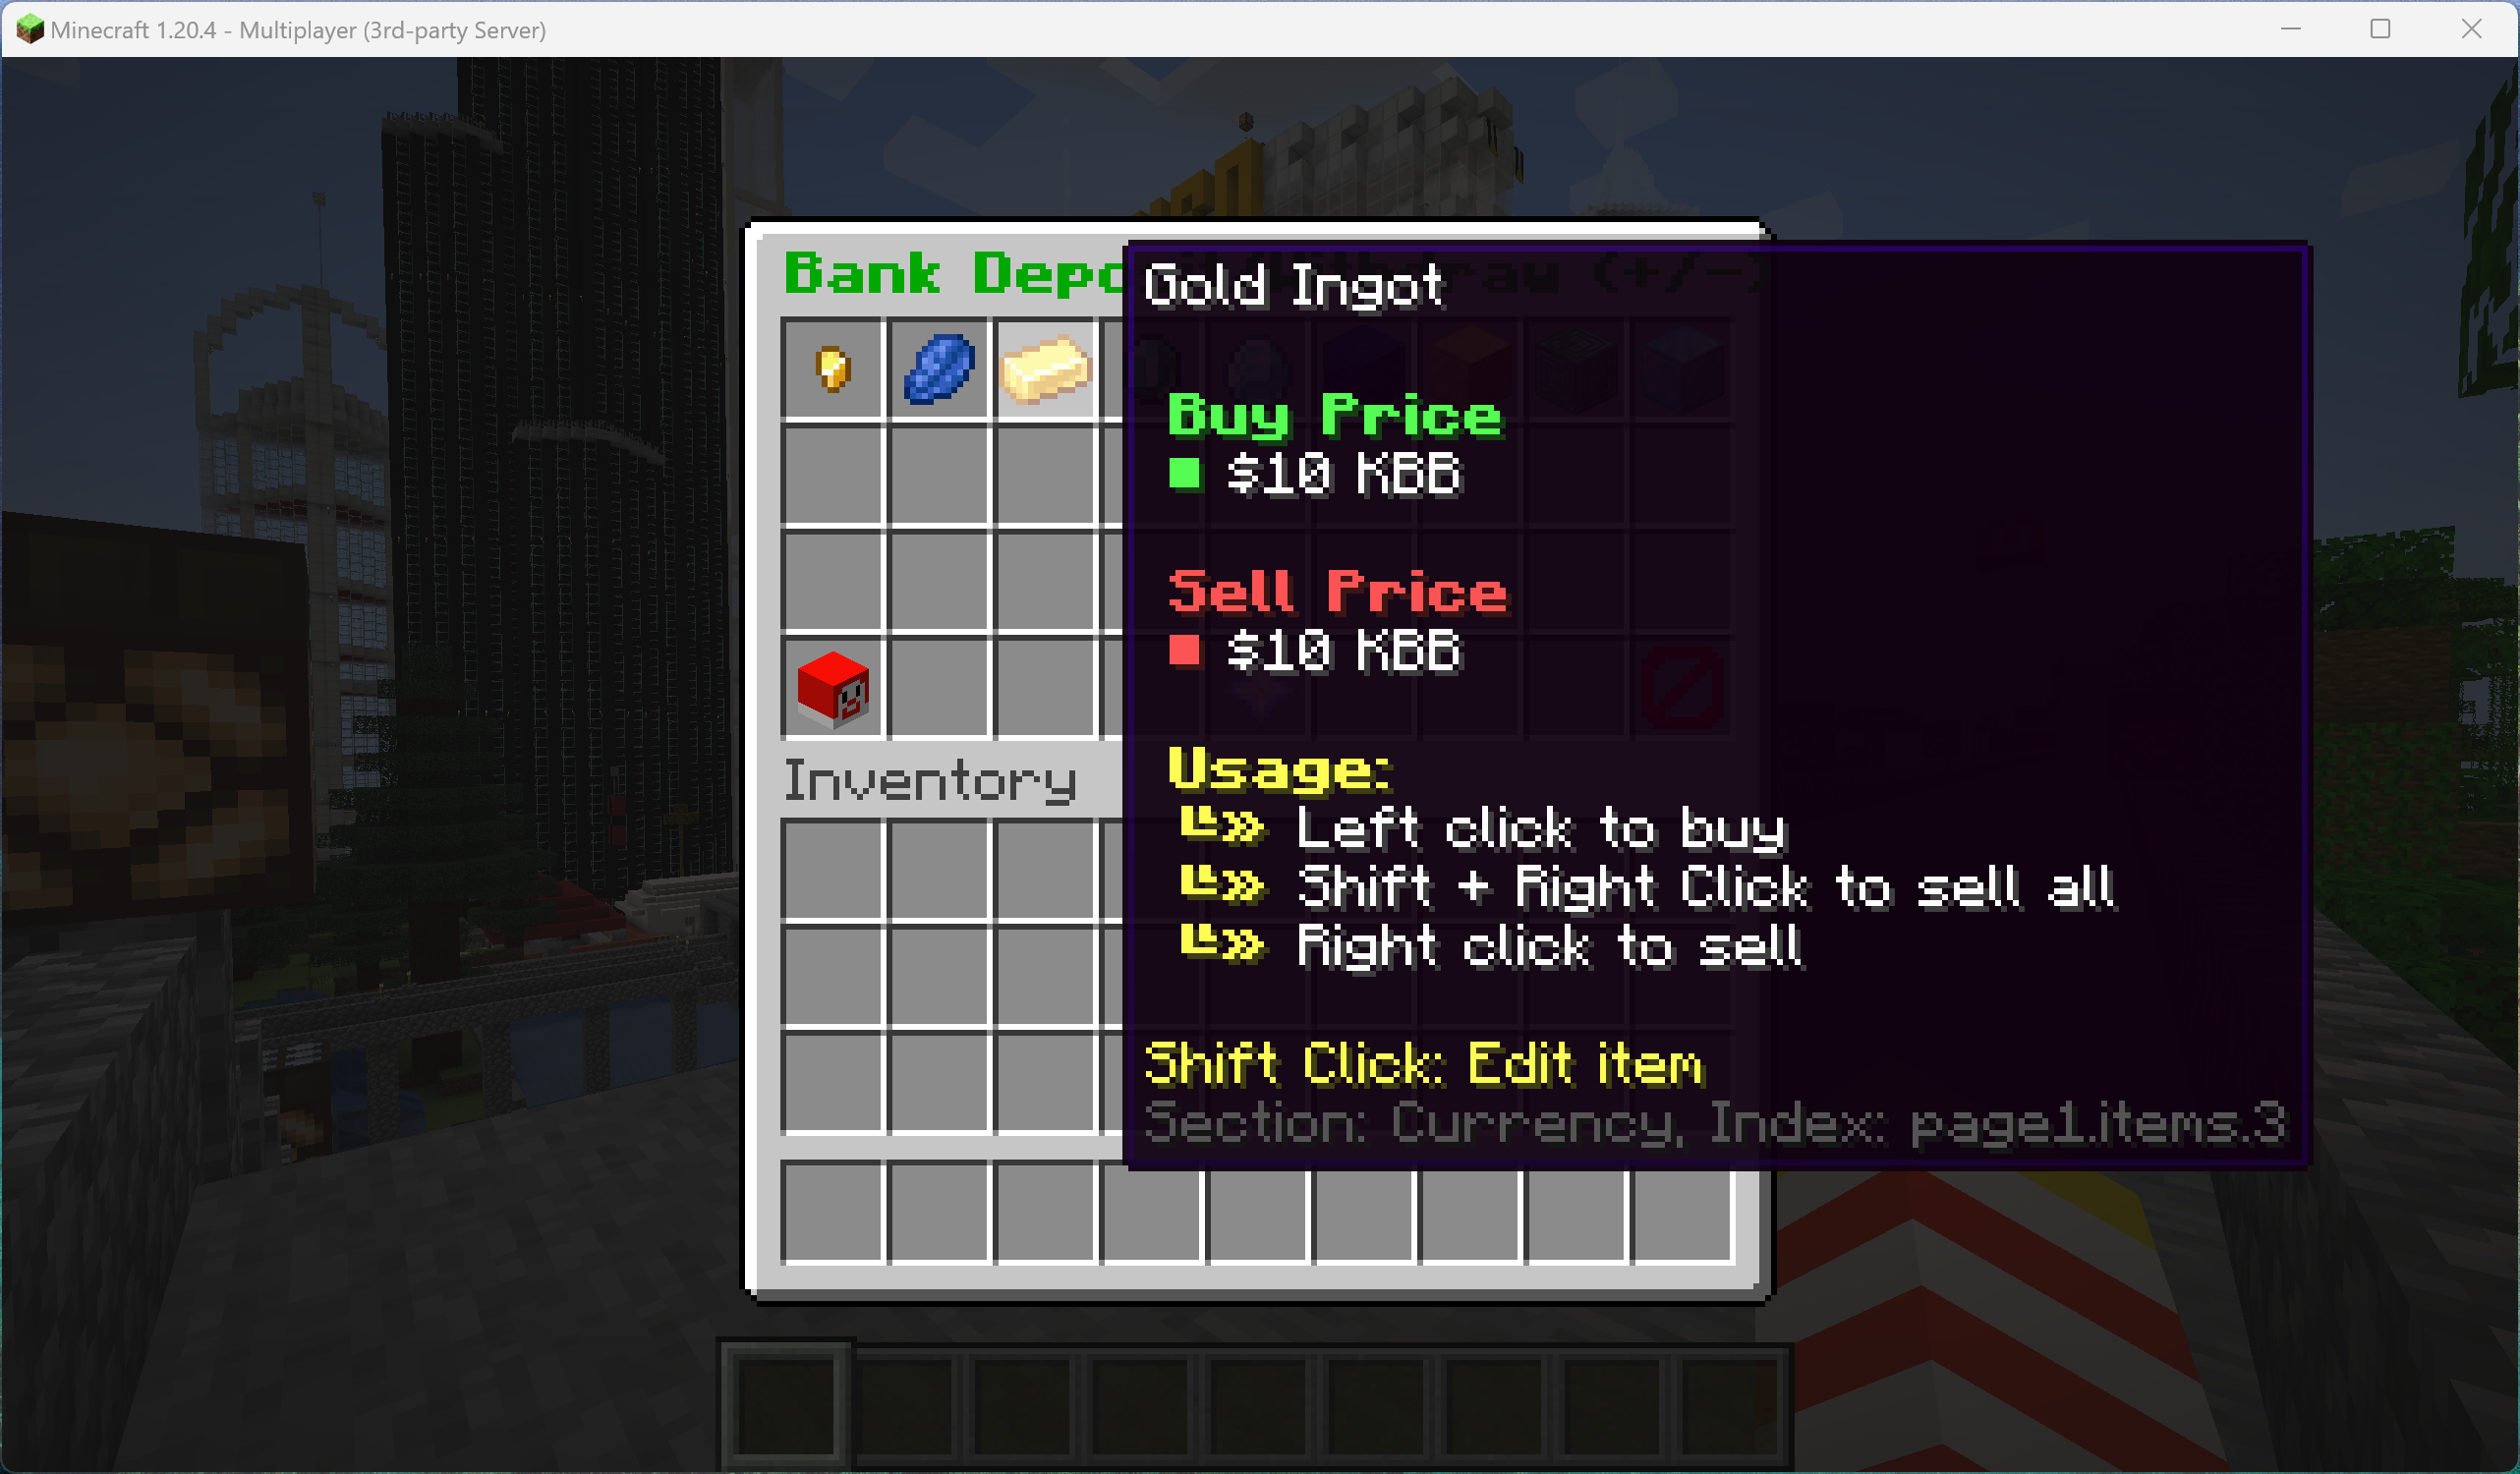 Minecraft 1.20.4 - Multiplayer (3rd-party Server)
Bank Depo
raw (+/-)
Gold Ingot
Buy Price
■ $10 KBB
Sell Price
■ $10 KBB
Usage:
Left click to buy
Shift + Right Click to sell all
Right click to sell
Shift Click: Edit item
Section: Currency, Index: page1.items.3
Inventory